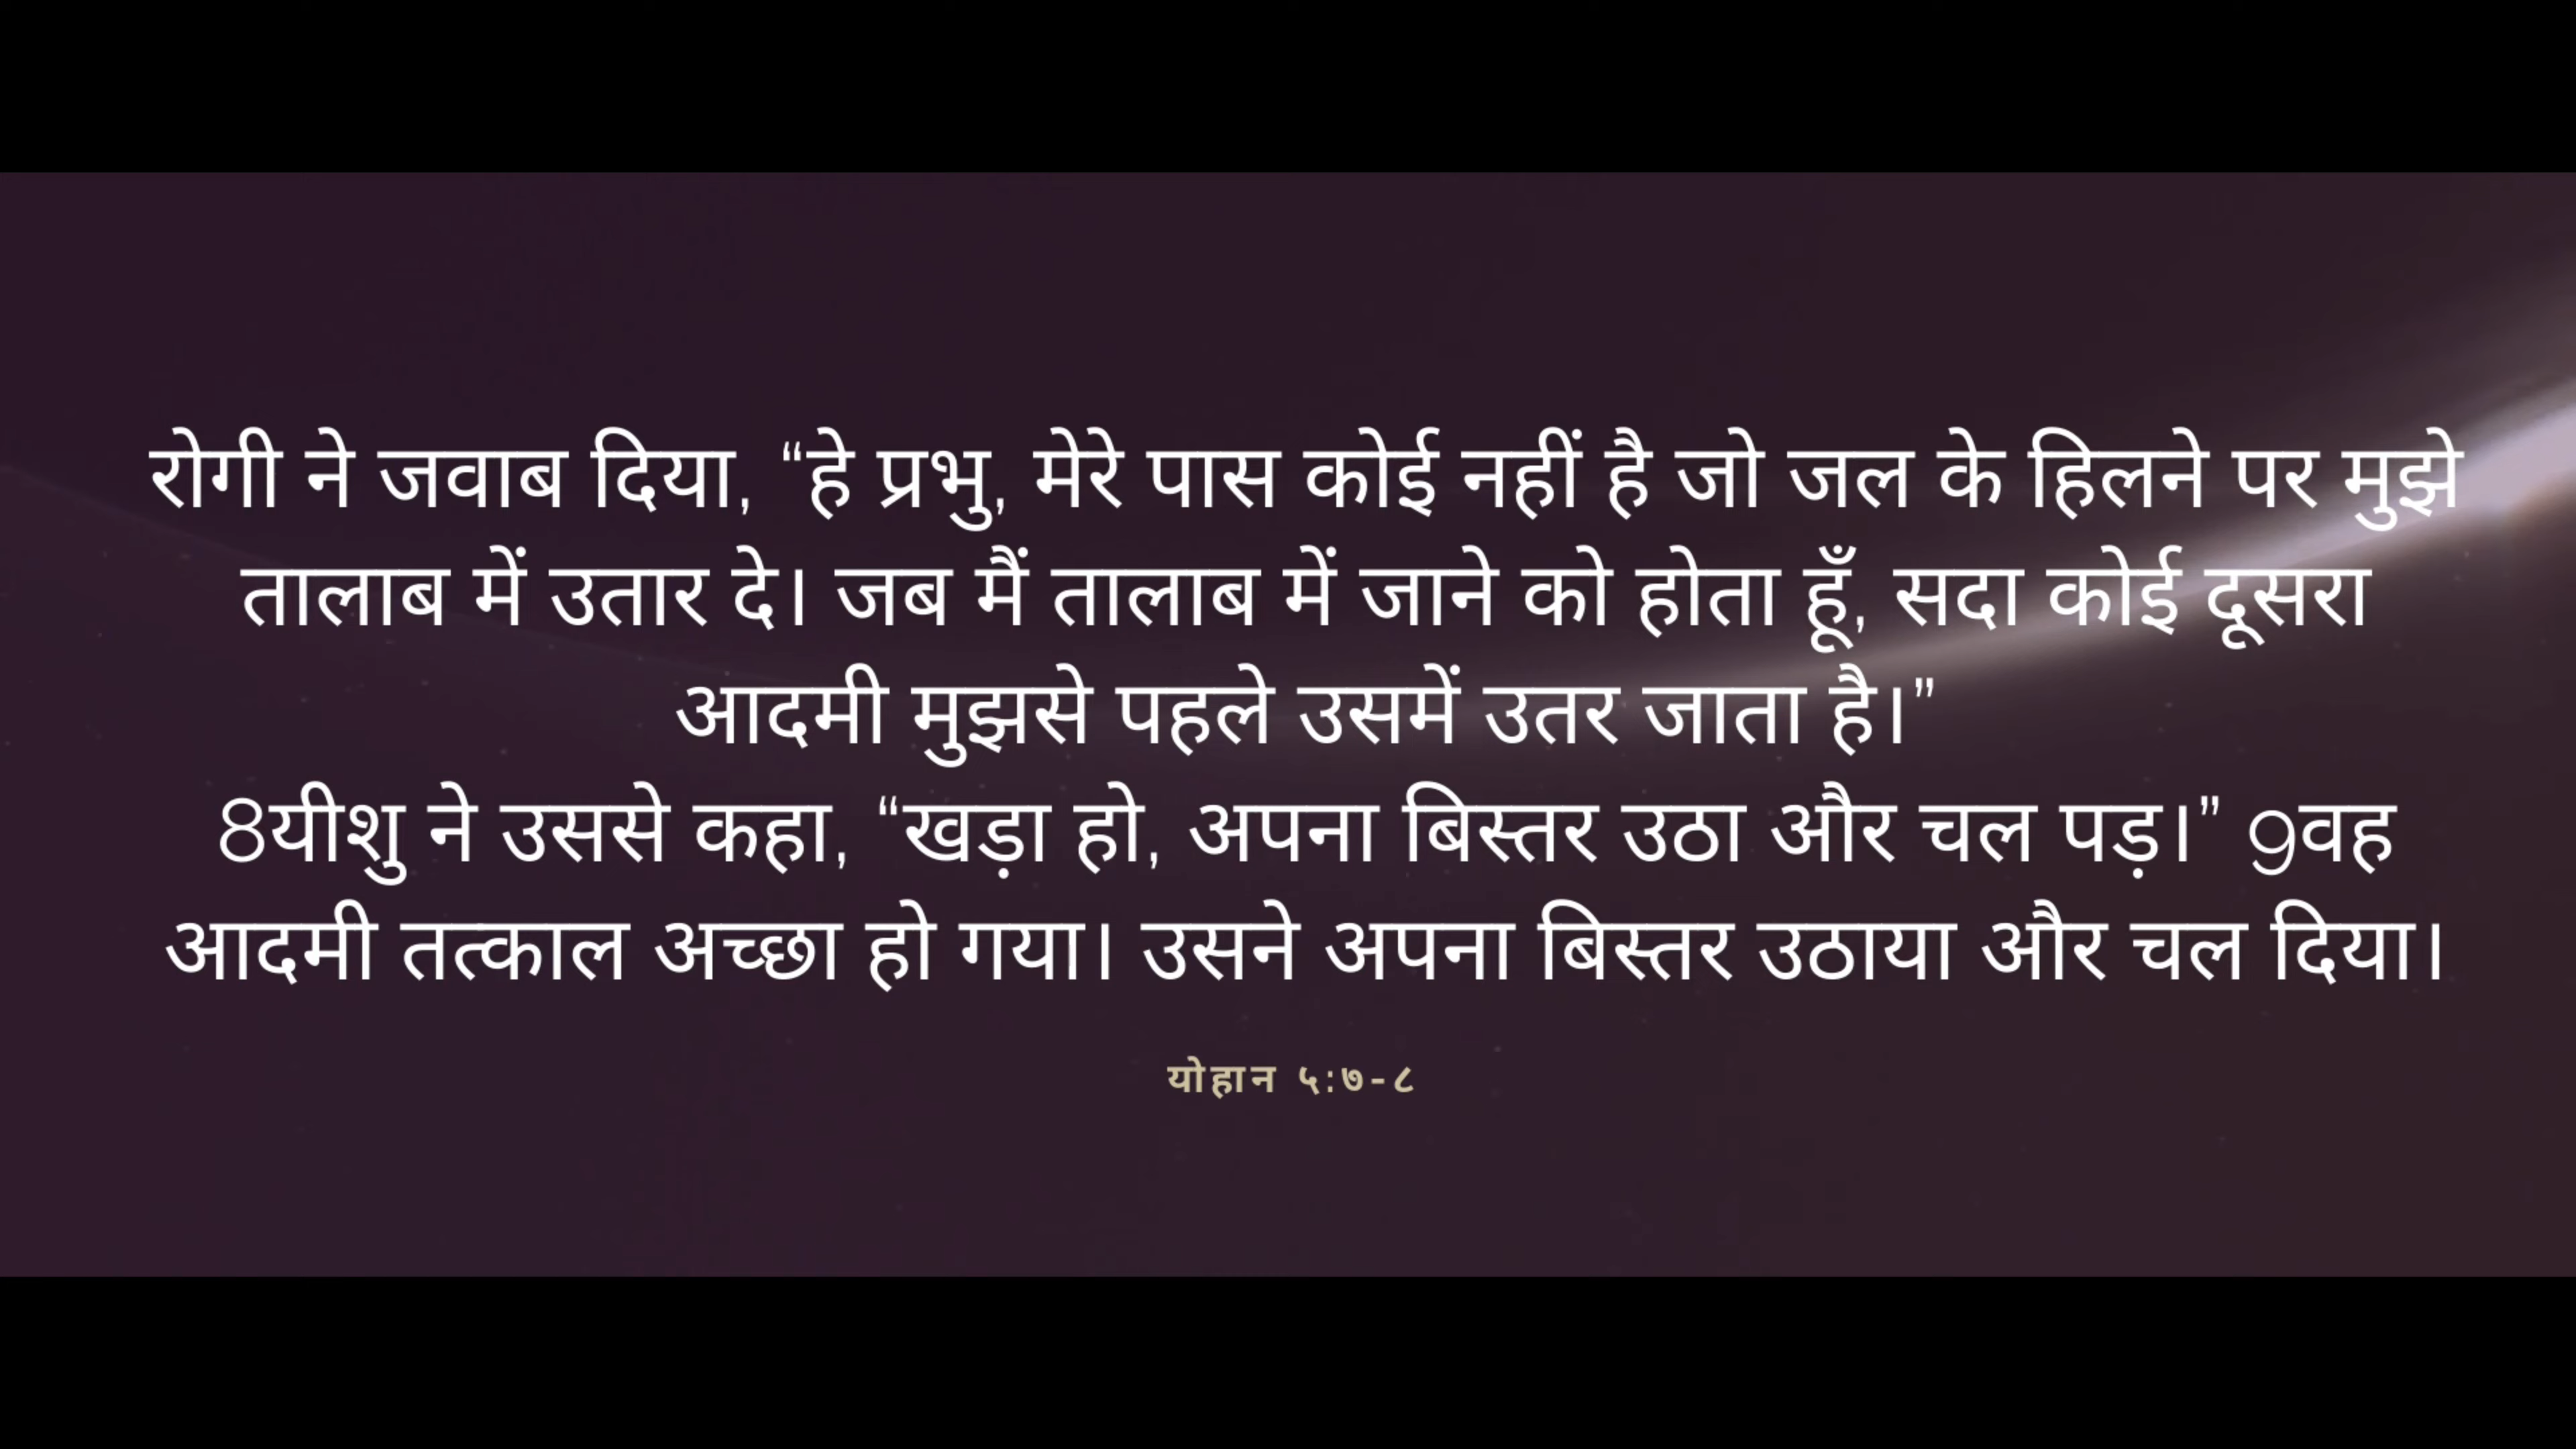 रोगी ने जवाब दिया, “हे प्रभु, मेरे पास कोई नहीं है जो जल के हिलने पर मुझे
तालाब में उतार दे। जब मैं तालाब में जाने को होता हूँ, सदा कोई दूसरा
आदमी मुझसे पहले उसमें उतर जाता है।”
8यीशु ने उससे कहा, “खड़ा हो, अपना बिस्तर उठा और चल पड़।” 9वह
आदमी तत्काल अच्छा हो गया। उसने अपना बिस्तर उठाया और चल दिया।
योहान ५:७-८